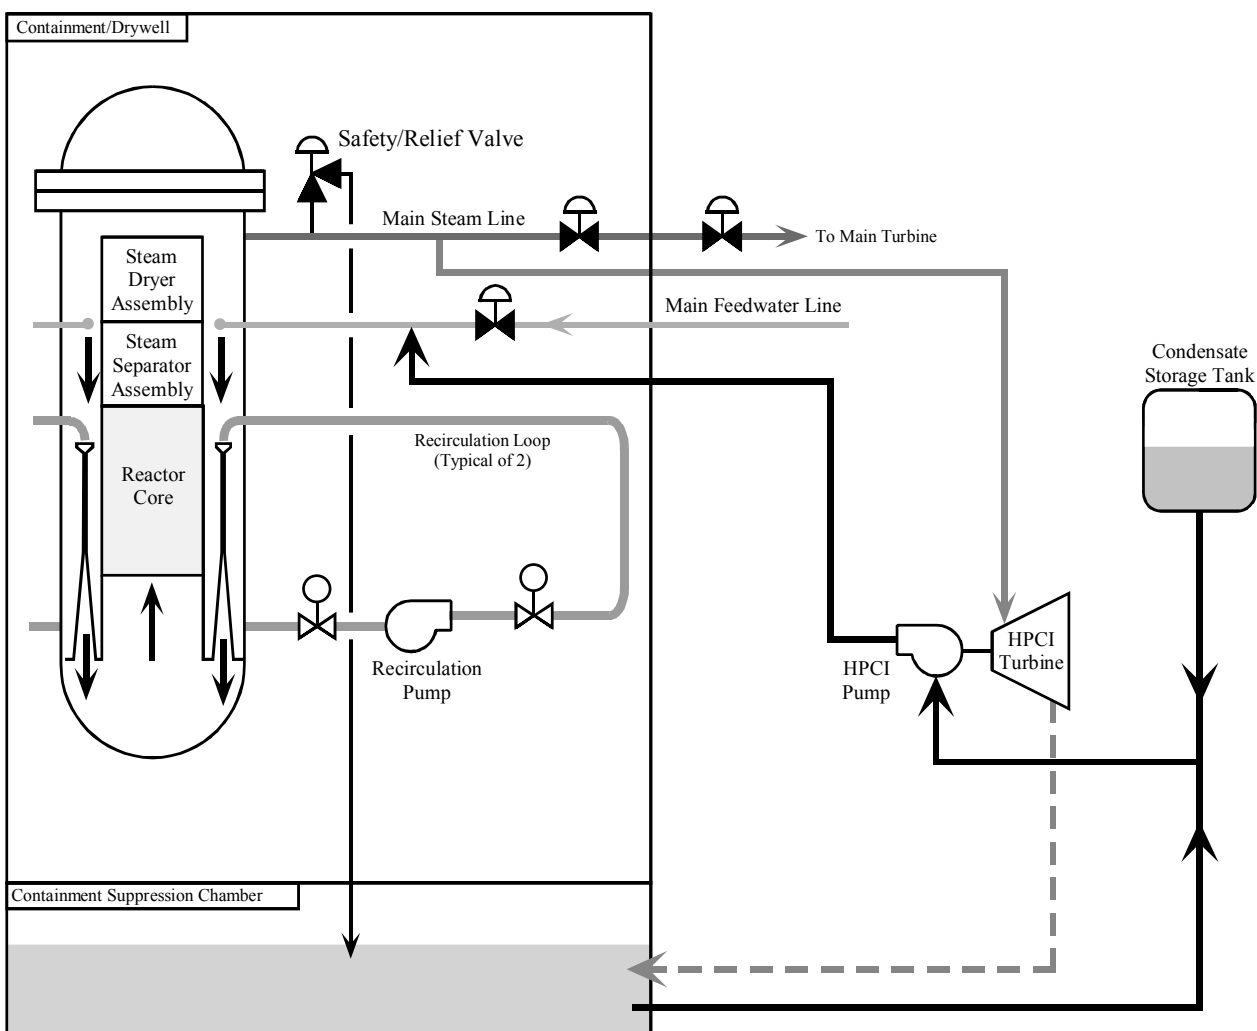 Containment/Drywell
Safety/Relief Valve
Main Steam Line
To Main Turbine
Steam
Dryer
Assembly
Main Feedwater Line
Steam
Separator
Assembly
Condensate
Storage Tank
Recirculation Loop
(Typical of 2)
Reactor
Core
Recirculation
Pump
HPCI
Pump
HPCI
Turbine
Containment Suppression Chamber